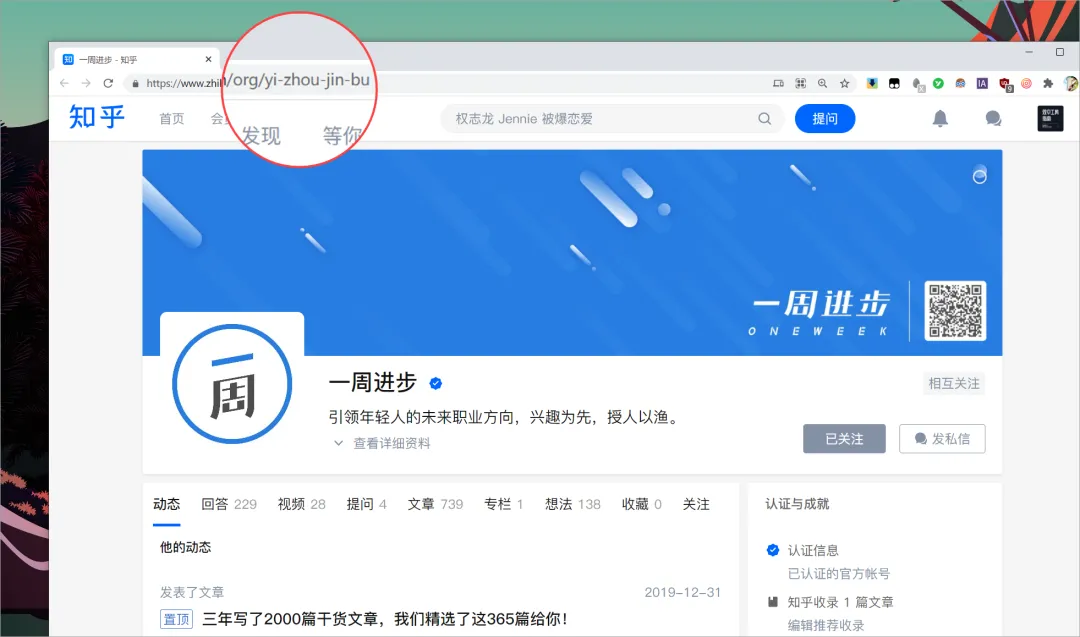 一周进步 - 知乎
https://www.zhih
/org/yi-zhou-jin-bu
知乎
首页
会
发现
等你
权志龙 Jennie 被爆恋爱
提问
一周进步
ONEWEEK
一周
一周进步
相互关注
引领年轻人的未来职业方向，兴趣为先，授人以渔。
查看详细资料
已关注
发私信
动态 回答 229 视频 28 提问 4 文章 739 专栏 1 想法 138 收藏 0 关注
认证与成就
他的动态
认证信息
已认证的官方帐号
发表了文章
2019-12-31
知乎收录 1 篇文章
置顶 三年写了2000篇干货文章，我们精选了这365篇给你！
编辑推荐收录